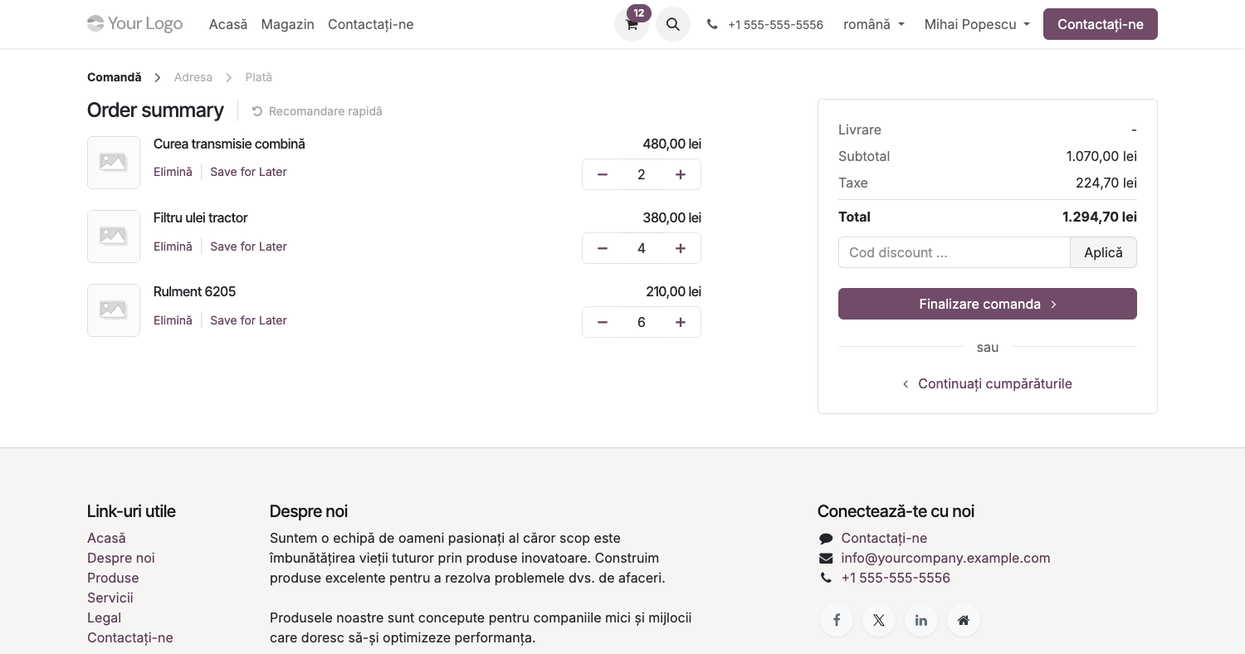 Your Logo
Acasă Magazin Contactați-ne
12
+1 555-555-5556 română Mihai Popescu Contactați-ne
Comandă Adresa Plată
Order summary Recomandare rapidă
Curea transmisie combină 480,00 lei
Elimină Save for Later 2
Filtru ulei tractor 380,00 lei
Elimină Save for Later 4
Rulment 6205 210,00 lei
Elimină Save for Later 6
Livrare -
Subtotal 1.070,00 lei
Taxe 224,70 lei
Total 1.294,70 lei
Cod discount ... Aplică
Finalizare comanda
sau
Continuați cumpărăturile
Link-uri utile
Acasă
Despre noi
Produse
Servicii
Legal
Contactați-ne
Despre noi
Suntem o echipă de oameni pasionați al căror scop este
îmbunătățirea vieții tuturor prin produse inovatoare. Construim
produse excelente pentru a rezolva problemele dvs. de afaceri.
Produsele noastre sunt concepute pentru companiile mici și mijlocii
care doresc să-și optimizeze performanța.
Conectează-te cu noi
Contactați-ne
info@yourcompany.example.com
+1 555-555-5556